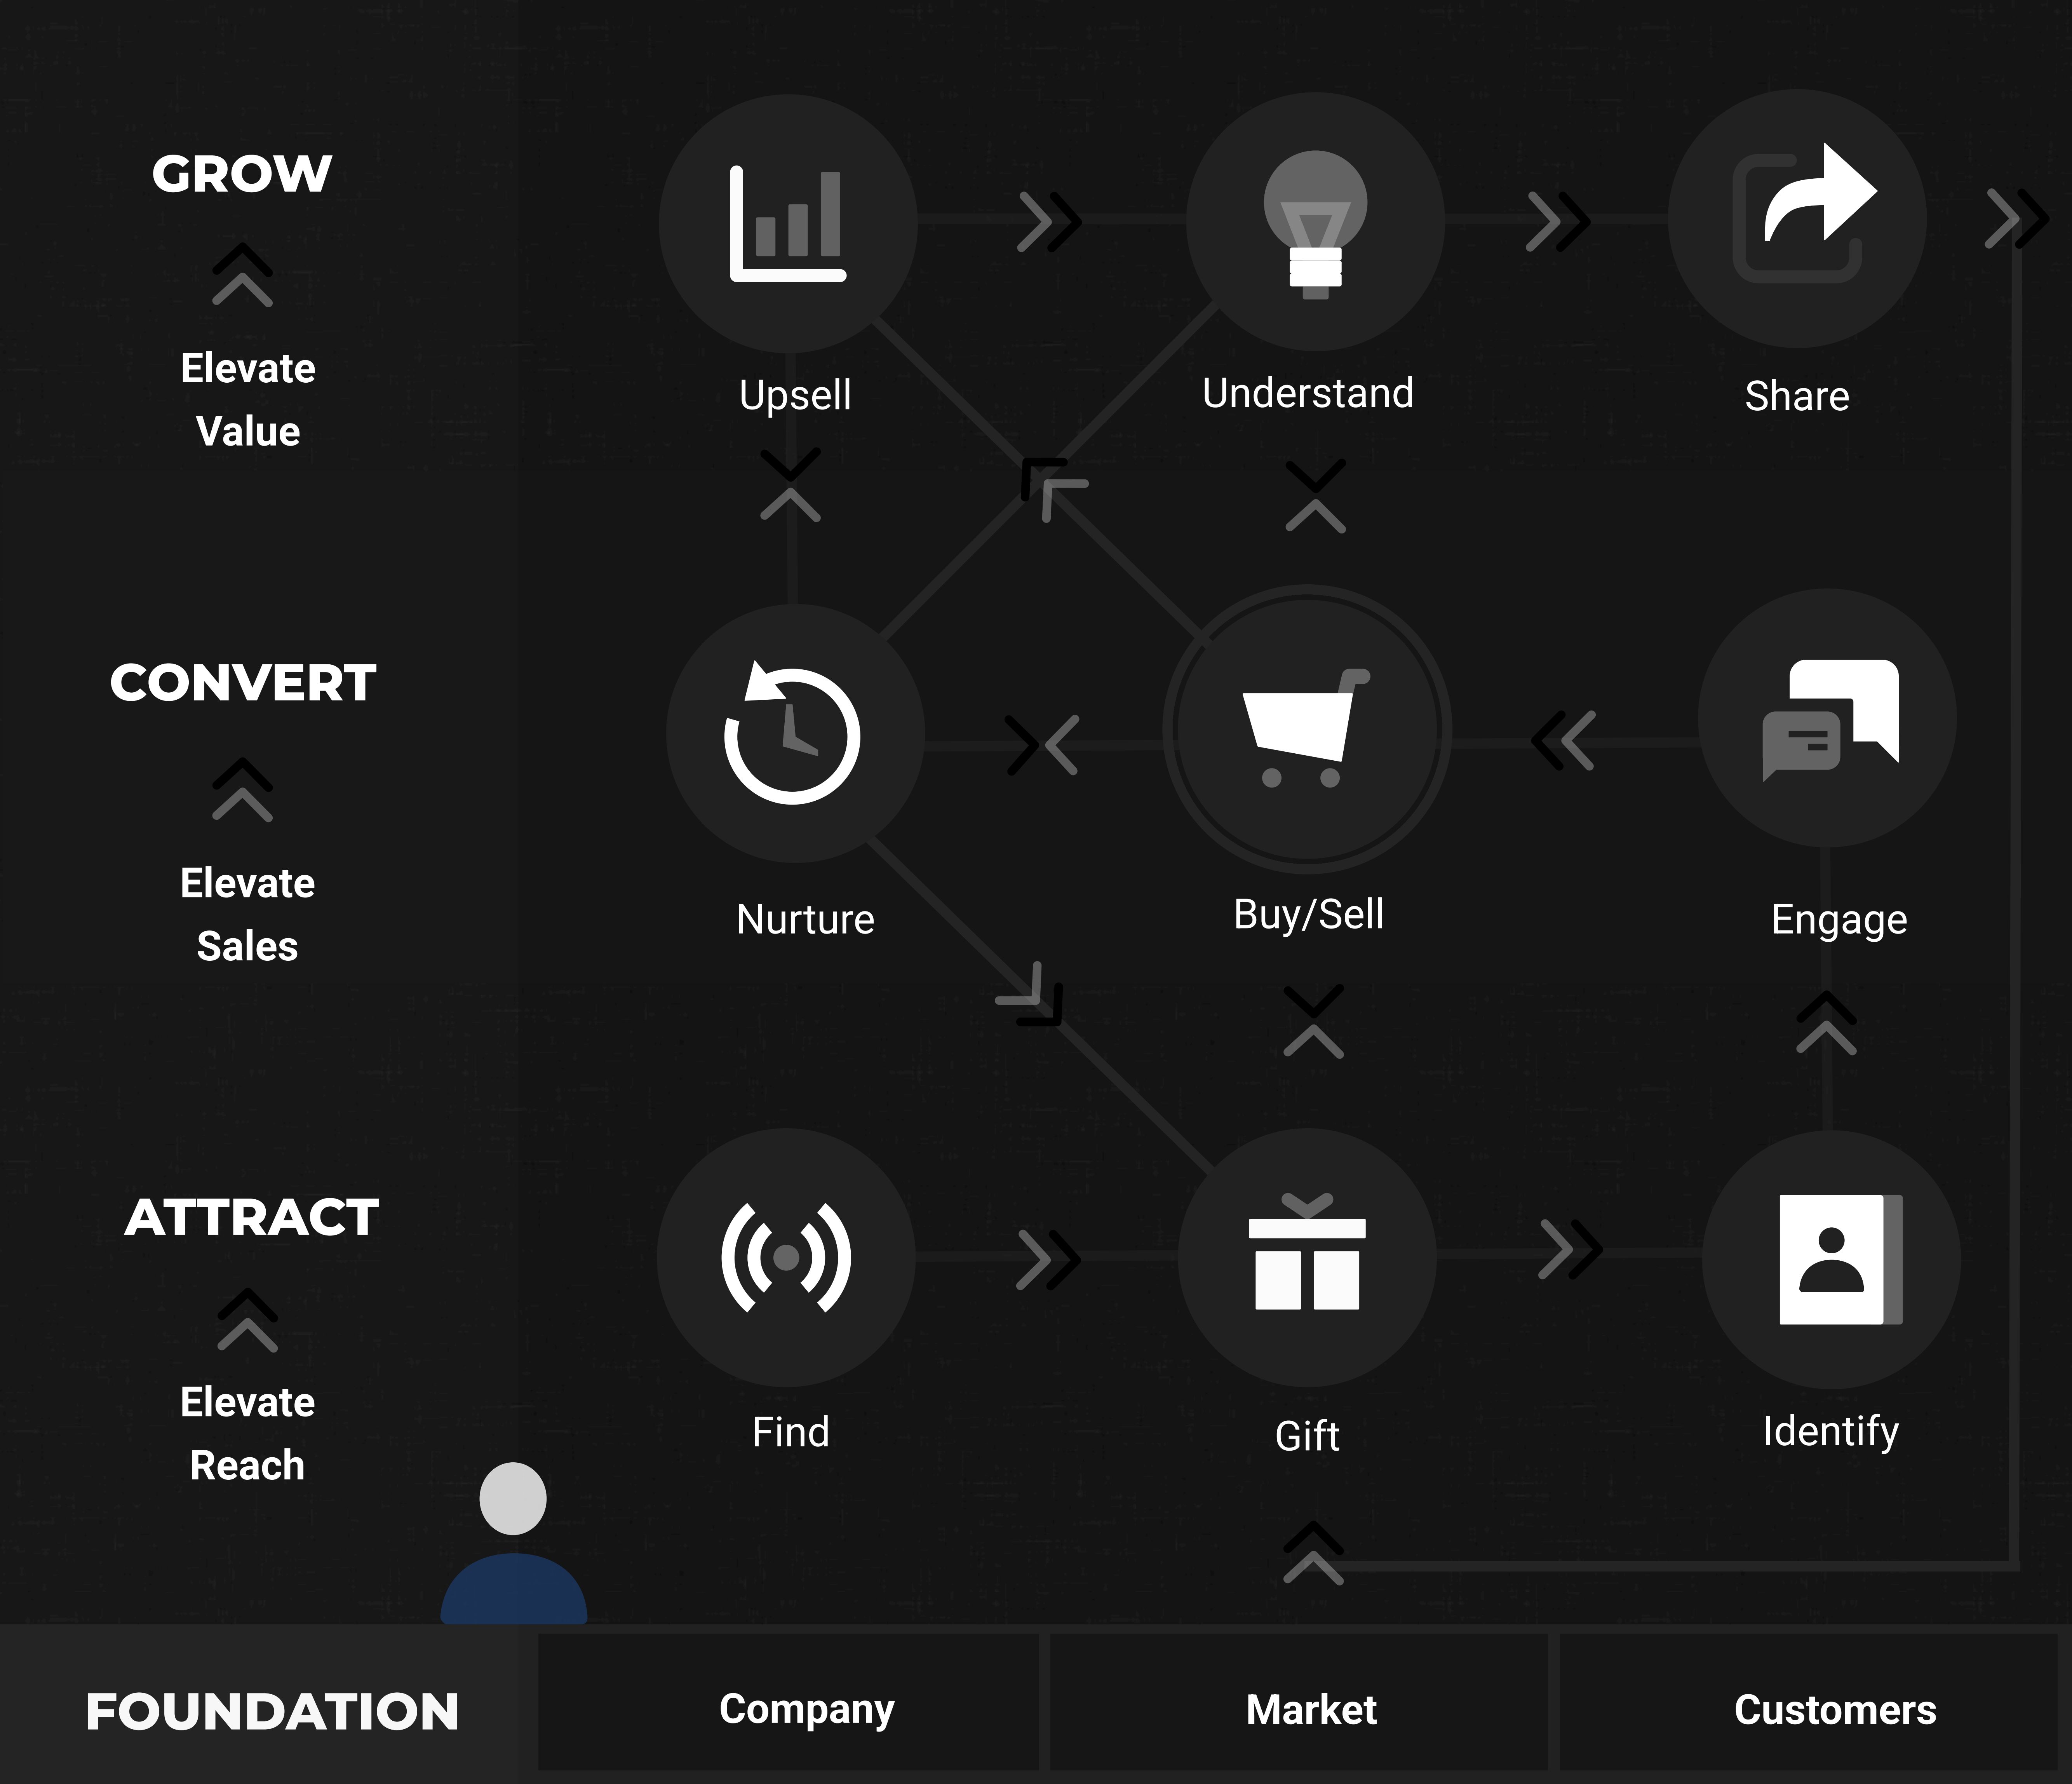 GROW
Elevate
Value
Upsell
Understand
Share
CONVERT
Elevate
Sales
Nurture
Buy/Sell
Engage
ATTRACT
Elevate
Reach
Find
Gift
Identify
FOUNDATION
Company
Market
Customers